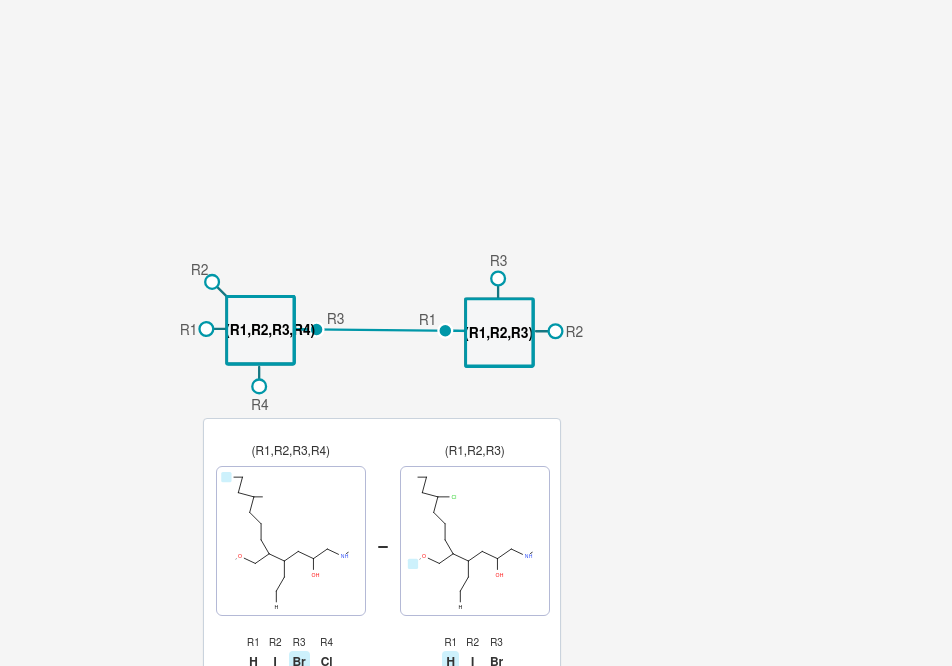 R3
R2
R1 (R1,R2,R3,R4) R3 R1 (R1,R2,R3) R2
R4
(R1,R2,R3,R4) (R1,R2,R3)
Cl
O NH O NH
OH OH
H H
R1 R2 R3 R4 R1 R2 R3
H I Br Cl H I Br